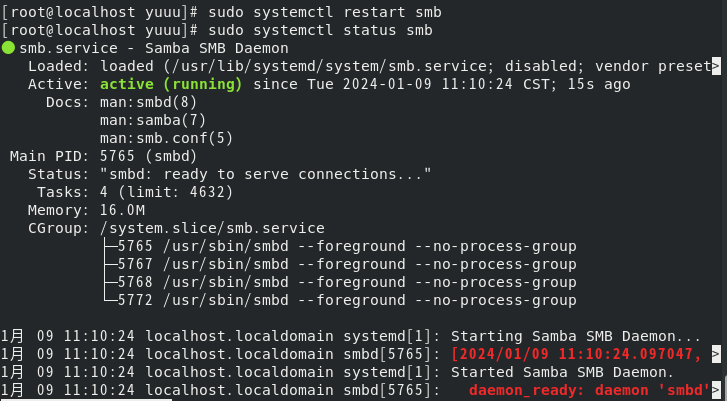 [root@localhost yuuu]# sudo systemctl restart smb
[root@localhost yuuu]# sudo systemctl status smb
● smb.service - Samba SMB Daemon
   Loaded: loaded (/usr/lib/systemd/system/smb.service; disabled; vendor preset>
   Active: active (running) since Tue 2024-01-09 11:10:24 CST; 15s ago
     Docs: man:smbd(8)
           man:samba(7)
           man:smb.conf(5)
 Main PID: 5765 (smbd)
   Status: "smbd: ready to serve connections..."
    Tasks: 4 (limit: 4632)
   Memory: 16.0M
   CGroup: /system.slice/smb.service
           ├─5765 /usr/sbin/smbd --foreground --no-process-group
           ├─5767 /usr/sbin/smbd --foreground --no-process-group
           ├─5768 /usr/sbin/smbd --foreground --no-process-group
           └─5772 /usr/sbin/smbd --foreground --no-process-group
1月 09 11:10:24 localhost.localdomain systemd[1]: Starting Samba SMB Daemon...
1月 09 11:10:24 localhost.localdomain smbd[5765]: [2024/01/09 11:10:24.097047, >
1月 09 11:10:24 localhost.localdomain systemd[1]: Started Samba SMB Daemon.
1月 09 11:10:24 localhost.localdomain smbd[5765]:   daemon_ready: daemon 'smbd'>